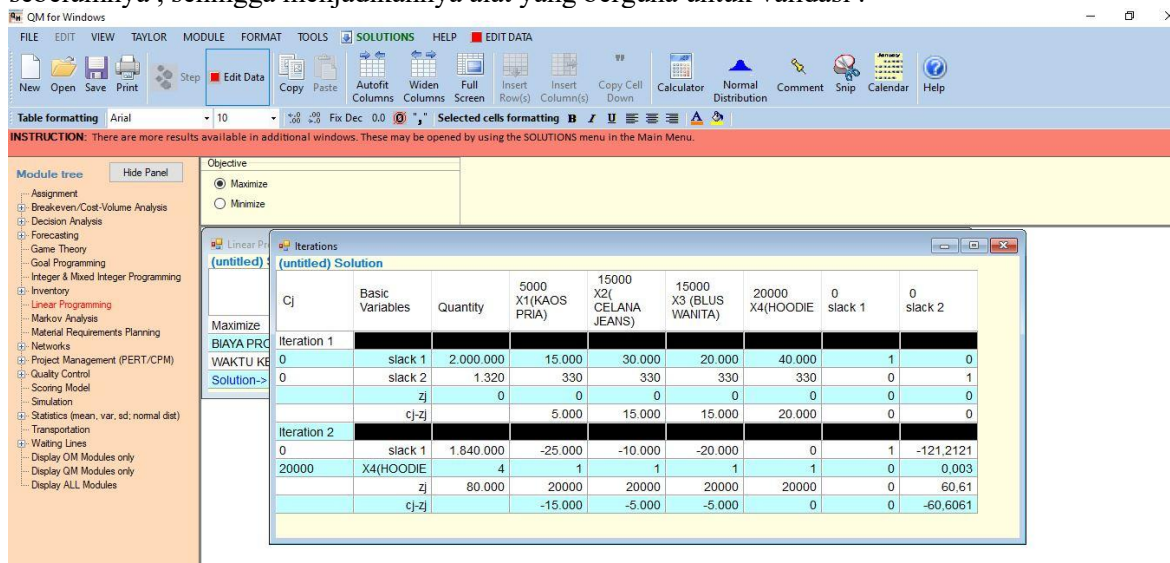 sebelumnya , sehingga menjadikannya alat yang berguna untuk validasi .
QM for Windows
FILE EDIT VIEW TAYLOR MODULE FORMAT TOOLS SOLUTIONS HELP EDIT DATA
New Open Save Print Step Edit Data Copy Paste Autofit Columns Widen Columns Full Screen Insert Row(s) Insert Column(s) Copy Cell Down Calculator Normal Distribution Comment Snip Calendar Help
Table formatting Arial 10 Fix Dec 0.0 Selected cells formatting B I U A
INSTRUCTION: There are more results available in additional windows. These may be opened by using the SOLUTIONS menu in the Main Menu.
Module tree Hide Panel
Assignment
Breakeven/Cost-Volume Analysis
Decision Analysis
Forecasting
Game Theory
Goal Programming
Integer & Mixed Integer Programming
Inventory
Linear Programming
Markov Analysis
Material Requirements Planning
Networks
Project Management (PERT/CPM)
Quality Control
Scoring Model
Simulation
Statistics (mean, var, sd; normal dist)
Transportation
Waiting Lines
Display OM Modules only
Display QM Modules only
Display ALL Modules
Objective
Maximize
Minimize
Linear Pr
(untitled)
Maximize
BIAYA PRO
WAKTU KE
Solution->
Iterations
(untitled) Solution
Cj Basic Variables Quantity 5000 X1(KAOS PRIA) 15000 X2( CELANA JEANS) 15000 X3 (BLUS WANITA) 20000 X4(HOODIE 0 slack 1 0 slack 2
Iteration 1
0 slack 1 2.000.000 15.000 30.000 20.000 40.000 1 0
0 slack 2 1.320 330 330 330 330 0 1
zj 0 0 0 0 0 0 0
cj-zj 5.000 15.000 15.000 20.000 0 0
Iteration 2
0 slack 1 1.840.000 -25.000 -10.000 -20.000 0 1 -121,2121
20000 X4(HOODIE 4 1 1 1 1 0 0,003
zj 80.000 20000 20000 20000 20000 0 60,61
cj-zj -15.000 -5.000 -5.000 0 0 -60,6061